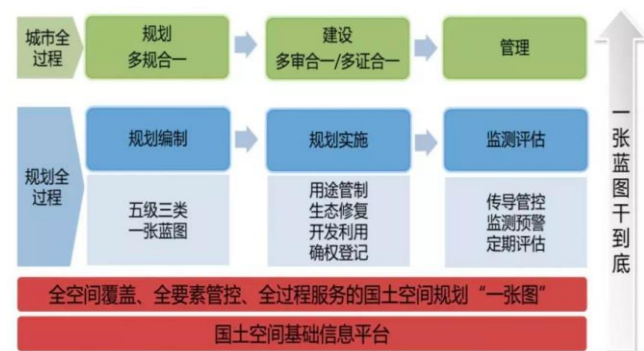 城市全
过程
规划
多规合一
建设
多审合一/多证合一
管理
规划全
过程
规划编制
规划实施
监测评估
五级三类
一张蓝图
用途管制
生态修复
开发利用
确权登记
传导管控
监测预警
定期评估
一张蓝图干到底
全空间覆盖、全要素管控、全过程服务的国土空间规划“一张图”
国土空间基础信息平台